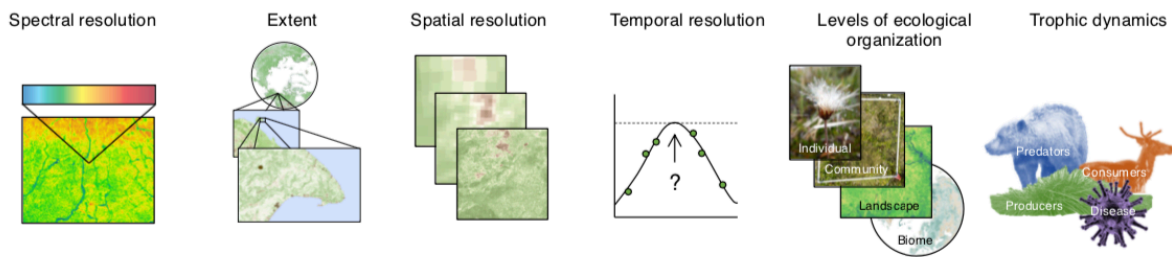 Spectral resolution
Extent
Spatial resolution
Temporal resolution
Levels of ecological
organization
Trophic dynamics
?
Individual
Community
Landscape
Biome
Predators
Consumers
Producers
Disease